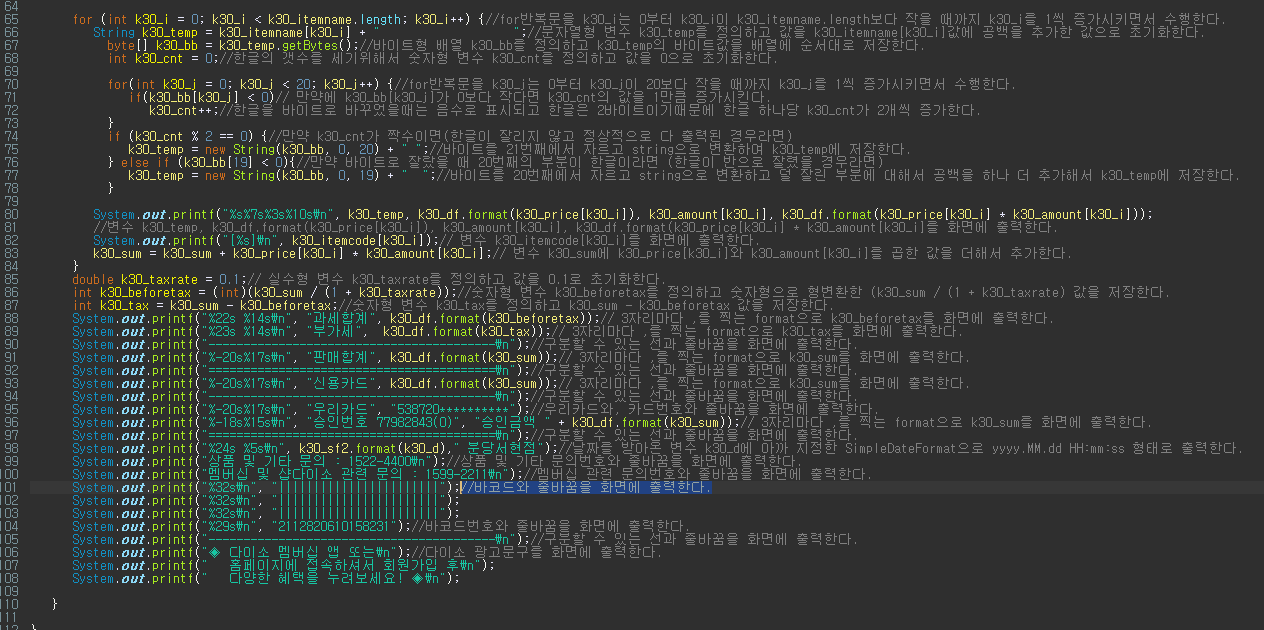 64
65 for (int k30_i = 0; k30_i < k30_itemname.length; k30_i++) {//for반복문을 k30_i는 0부터 k30_i이 k30_itemname.length보다 작을 때까지 k30_i를 1씩 증가시키면서 수행한다.
66 String k30_temp = k30_itemname[k30_i] + "                    ";//문자열형 변수 k30_temp를 정의하고 값을 k30_itemname[k30_i]값에 공백을 추가한 값으로 초기화한다.
67 byte[] k30_bb = k30_temp.getBytes();//바이트형 배열 k30_bb를 정의하고 k30_temp의 바이트값을 배열에 순서대로 저장한다.
68 int k30_cnt = 0;//한글의 갯수를 세기위해서 숫자형 변수 k30_cnt를 정의하고 값을 0으로 초기화한다.
69
70 for(int k30_j = 0; k30_j < 20; k30_j++) {//for반복문을 k30_j는 0부터 k30_j이 20보다 작을 때까지 k30_j를 1씩 증가시키면서 수행한다.
71 if(k30_bb[k30_j] < 0)// 만약에 k30_bb[k30_j]가 0보다 작다면 k30_cnt의 값을 1만큼 증가시킨다.
72 k30_cnt++;//한글을 바이트로 바꾸었을때는 음수로 표시되고 한글은 2바이트이기때문에 한글 하나당 k30_cnt가 2개씩 증가한다.
73 }
74 if (k30_cnt % 2 == 0) {//만약 k30_cnt가 짝수이면(한글이 잘리지 않고 정상적으로 다 출력된 경우라면)
75 k30_temp = new String(k30_bb, 0, 20) + " ";//바이트를 21번째에서 자르고 string으로 변환하여 k30_temp에 저장한다.
76 } else if (k30_bb[19] < 0){//만약 바이트로 잘랐을 때 20번째의 부분이 한글이라면 (한글이 반으로 잘렸을 경우라면)
77 k30_temp = new String(k30_bb, 0, 19) + "  ";//바이트를 20번째에서 자르고 string으로 변환하고 덜 잘린 부분에 대해서 공백을 하나 더 추가해서 k30_temp에 저장한다.
78 }
79
80 System.out.printf("%s%7s%3s%10s\n", k30_temp, k30_df.format(k30_price[k30_i]), k30_amount[k30_i], k30_df.format(k30_price[k30_i] * k30_amount[k30_i]));
81 //변수 k30_temp, k30_df.format(k30_price[k30_i]), k30_amount[k30_i], k30_df.format(k30_price[k30_i] * k30_amount[k30_i]를 화면에 출력한다.
82 System.out.printf("[%s]\n", k30_itemcode[k30_i]);// 변수 k30_itemcode[k30_i]를 화면에 출력한다.
83 k30_sum = k30_sum + k30_price[k30_i] * k30_amount[k30_i];// 변수 k30_sum에 k30_price[k30_i]와 k30_amount[k30_i]를 곱한 값을 더해서 추가한다.
84 }
85 double k30_taxrate = 0.1;// 실수형 변수 k30_taxrate를 정의하고 값을 0.1로 초기화한다.
86 int k30_beforetax = (int)(k30_sum / (1 + k30_taxrate));//숫자형 변수 k30_beforetax를 정의하고 숫자형으로 형변환한 (k30_sum / (1 + k30_taxrate) 값을 저장한다.
87 int k30_tax = k30_sum - k30_beforetax;//숫자형 변수 k30_tax를 정의하고 k30_sum - k30_beforetax 값을 저장한다.
88 System.out.printf("%22s %14s\n", "과세합계", k30_df.format(k30_beforetax));// 3자리마다 ,를 찍는 format으로 k30_beforetax를 화면에 출력한다.
89 System.out.printf("%23s %14s\n", "부가세", k30_df.format(k30_tax));// 3자리마다 ,를 찍는 format으로 k30_tax를 화면에 출력한다.
90 System.out.printf("-----------------------------------------\n");//구분할 수 있는 선과 줄바꿈을 화면에 출력한다.
91 System.out.printf("%-20s%17s\n", "판매합계", k30_df.format(k30_sum));// 3자리마다 ,를 찍는 format으로 k30_sum를 화면에 출력한다.
92 System.out.printf("=========================================\n");//구분할 수 있는 선과 줄바꿈을 화면에 출력한다.
93 System.out.printf("%-20s%17s\n", "신용카드", k30_df.format(k30_sum));// 3자리마다 ,를 찍는 format으로 k30_sum를 화면에 출력한다.
94 System.out.printf("-----------------------------------------\n");//구분할 수 있는 선과 줄바꿈을 화면에 출력한다.
95 System.out.printf("%-20s%17s\n", "우리카드", "538720**********");//우리카드와, 카드번호와 줄바꿈을 화면에 출력한다.
96 System.out.printf("%-18s%15s\n", "승인번호 77982843(0)", "승인금액 " + k30_df.format(k30_sum));// 3자리마다 ,를 찍는 format으로 k30_sum를 화면에 출력한다.
97 System.out.printf("=========================================\n");//구분할 수 있는 선과 줄바꿈을 화면에 출력한다.
98 System.out.printf("%24s %5s\n", k30_sf2.format(k30_d), "분당서현점");//날짜를 받아온 변수 k30_d에 아까 지정한 SimpleDateFormat으로 yyyy.MM.dd HH:mm:ss 형태로 출력한다.
99 System.out.printf("상품 및 기타 문의 : 1522-4400\n");//상품 및 기타 문의번호와 줄바꿈을 화면에 출력한다.
100 System.out.printf("멤버십 및 샵다이소 관련 문의 : 1599-2211\n");//멤버십 관련 문의번호와 줄바꿈을 화면에 출력한다.
101 System.out.printf("%32s\n", "|||||||||||||||||||||||");//바코드와 줄바꿈을 화면에 출력한다.
102 System.out.printf("%32s\n", "|||||||||||||||||||||||");
103 System.out.printf("%32s\n", "|||||||||||||||||||||||");
104 System.out.printf("%29s\n", "2112820610158231");//바코드번호와 줄바꿈을 화면에 출력한다.
105 System.out.printf("-----------------------------------------\n");//구분할 수 있는 선과 줄바꿈을 화면에 출력한다.
106 System.out.printf("◈ 다이소 멤버십 앱 또는\n");//다이소 광고문구를 화면에 출력한다.
107 System.out.printf("   홈페이지에 접속하셔서 회원가입 후\n");
108 System.out.printf("   다양한 혜택을 누려보세요! ◈\n");
109
110 }
111
112 }